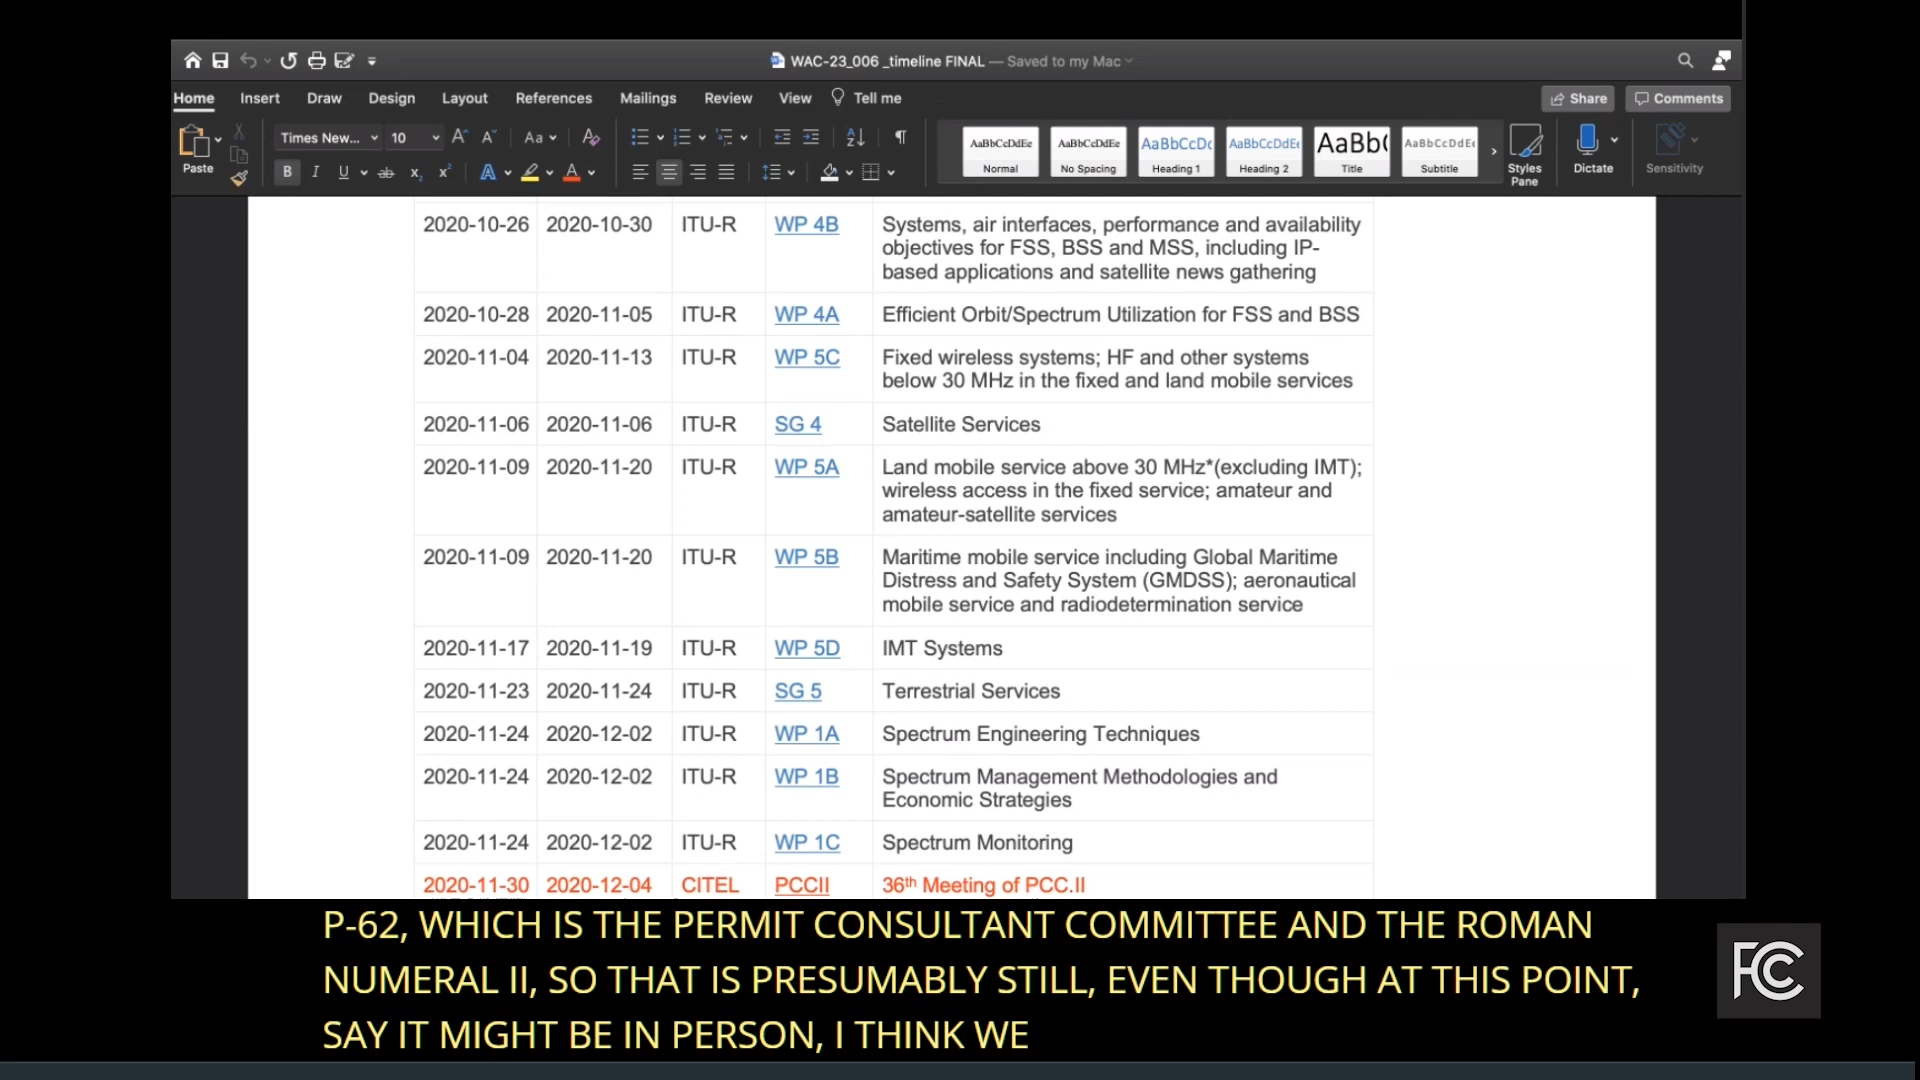 WAC-23_006 _timeline FINAL — Saved to my Mac
Home Insert Draw Design Layout References Mailings Review View Tell me Share Comments
Paste Times New... 10 Aa
B I U ab x₂ x² A A
AaBbCcDdEe AaBbCcDdEe AaBbCcDc AaBbCcDdEe AaBb( AaBbCcDdEe
Normal No Spacing Heading 1 Heading 2 Title Subtitle
Styles Pane Dictate Sensitivity
2020-10-26 2020-10-30 ITU-R WP 4B Systems, air interfaces, performance and availability
objectives for FSS, BSS and MSS, including IP-
based applications and satellite news gathering
2020-10-28 2020-11-05 ITU-R WP 4A Efficient Orbit/Spectrum Utilization for FSS and BSS
2020-11-04 2020-11-13 ITU-R WP 5C Fixed wireless systems; HF and other systems
below 30 MHz in the fixed and land mobile services
2020-11-06 2020-11-06 ITU-R SG 4 Satellite Services
2020-11-09 2020-11-20 ITU-R WP 5A Land mobile service above 30 MHz*(excluding IMT);
wireless access in the fixed service; amateur and
amateur-satellite services
2020-11-09 2020-11-20 ITU-R WP 5B Maritime mobile service including Global Maritime
Distress and Safety System (GMDSS); aeronautical
mobile service and radiodetermination service
2020-11-17 2020-11-19 ITU-R WP 5D IMT Systems
2020-11-23 2020-11-24 ITU-R SG 5 Terrestrial Services
2020-11-24 2020-12-02 ITU-R WP 1A Spectrum Engineering Techniques
2020-11-24 2020-12-02 ITU-R WP 1B Spectrum Management Methodologies and
Economic Strategies
2020-11-24 2020-12-02 ITU-R WP 1C Spectrum Monitoring
2020-11-30 2020-12-04 CITEL PCCII 36th Meeting of PCC.II
P-62, WHICH IS THE PERMIT CONSULTANT COMMITTEE AND THE ROMAN
NUMERAL II, SO THAT IS PRESUMABLY STILL, EVEN THOUGH AT THIS POINT,
SAY IT MIGHT BE IN PERSON, I THINK WE
FCC